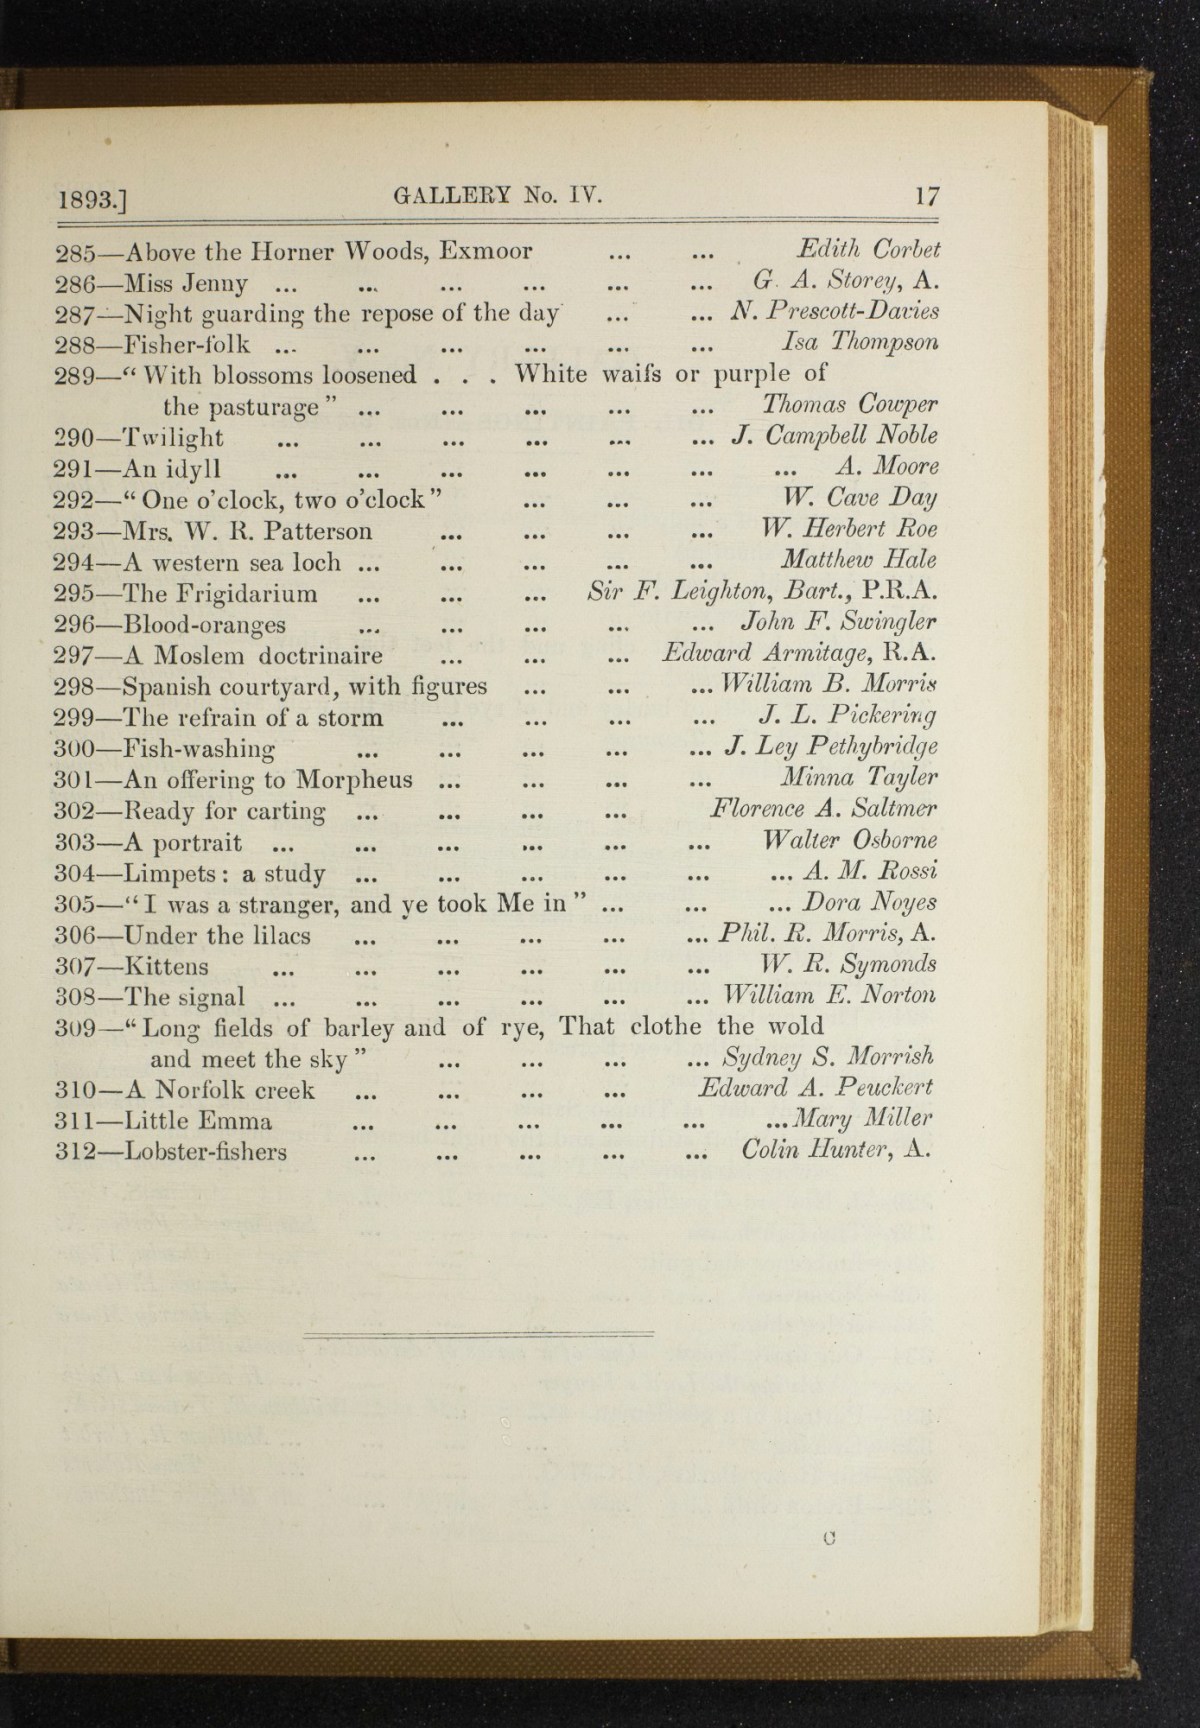 1893.] GALLERY No. IV. 17
285—Above the Horner Woods, Exmoor ... ... Edith Corbet
286—Miss Jenny ... ... ... ... ... ... G. A. Storey, A.
287—Night guarding the repose of the day ... ... N. Prescott-Davies
288—Fisher-folk ... ... ... ... ... ... Isa Thompson
289—“With blossoms loosened . . . White waifs or purple of
the pasturage” ... ... ... ... ... Thomas Cowper
290—Twilight ... ... ... ... ... ... J. Campbell Noble
291—An idyll ... ... ... ... ... ... ... A. Moore
292—“One o’clock, two o’clock” ... ... ... W. Cave Day
293—Mrs. W. R. Patterson ... ... ... ... W. Herbert Roe
294—A western sea loch ... ... ... ... ... Matthew Hale
295—The Frigidarium ... ... ... Sir F. Leighton, Bart., P.R.A.
296—Blood-oranges ... ... ... ... ... John F. Swingler
297—A Moslem doctrinaire ... ... ... Edward Armitage, R.A.
298—Spanish courtyard, with figures ... ... ... William B. Morris
299—The refrain of a storm ... ... ... ... J. L. Pickering
300—Fish-washing ... ... ... ... ... J. Ley Pethybridge
301—An offering to Morpheus ... ... ... ... Minna Tayler
302—Ready for carting ... ... ... ... Florence A. Saltmer
303—A portrait ... ... ... ... ... ... Walter Osborne
304—Limpets: a study ... ... ... ... ... ... A. M. Rossi
305—“I was a stranger, and ye took Me in” ... ... ... Dora Noyes
306—Under the lilacs ... ... ... ... ... Phil. R. Morris, A.
307—Kittens ... ... ... ... ... ... W. R. Symonds
308—The signal ... ... ... ... ... ... William E. Norton
309—“Long fields of barley and of rye, That clothe the wold
and meet the sky” ... ... ... ... Sydney S. Morrish
310—A Norfolk creek ... ... ... ... Edward A. Peuckert
311—Little Emma ... ... ... ... ... ... Mary Miller
312—Lobster-fishers ... ... ... ... ... Colin Hunter, A.
C